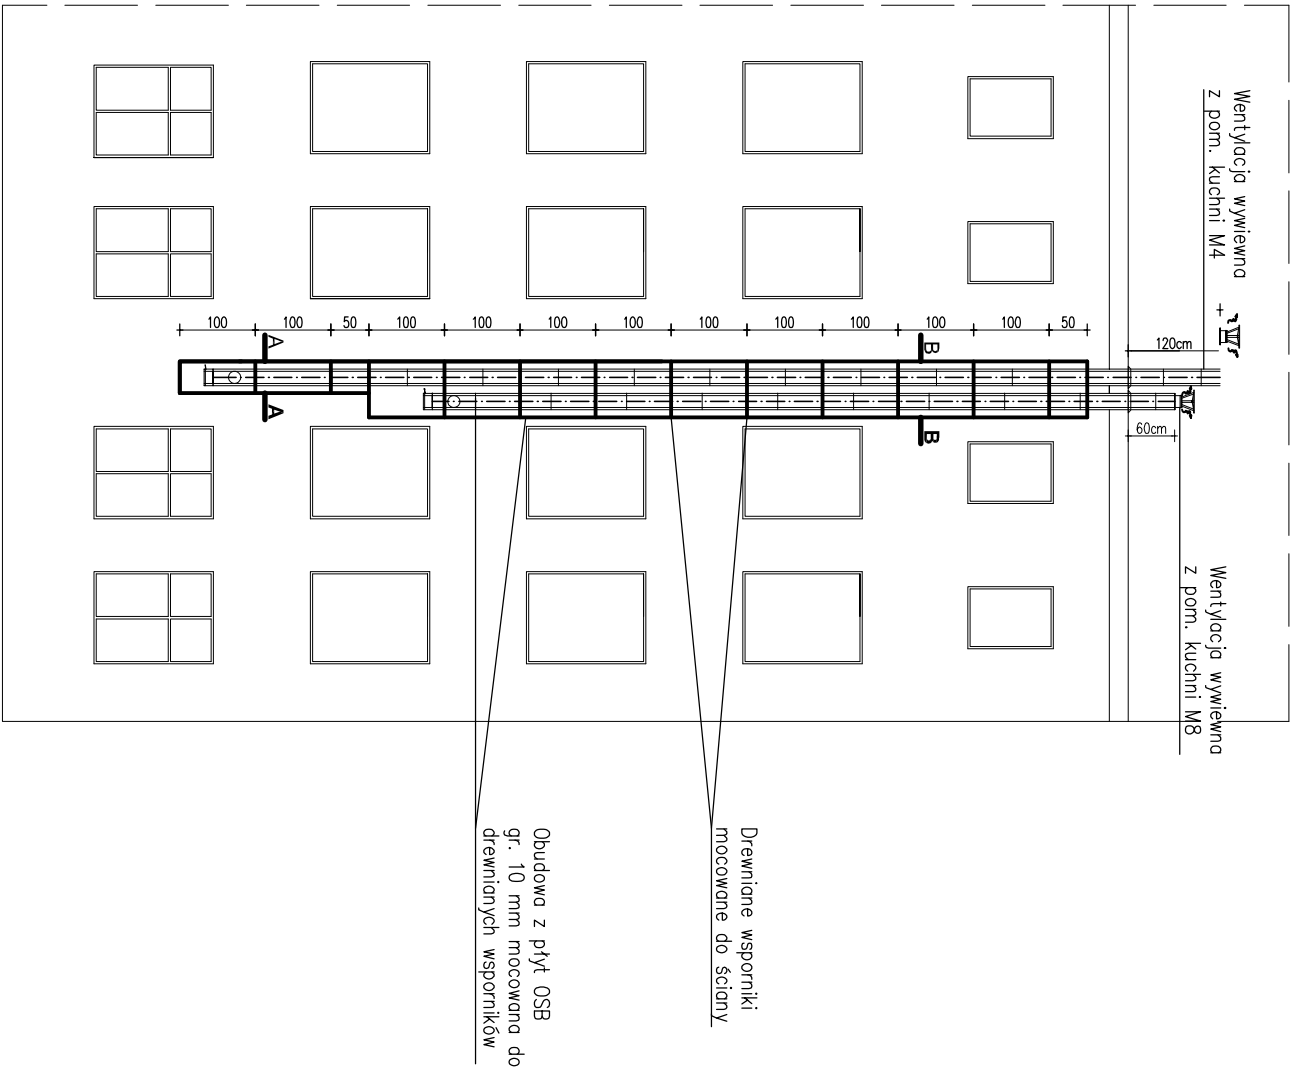 Wentylacja wywiewna
z pom. kuchni M4
Wentylacja wywiewna
z pom. kuchni M8
100
100
50
100
100
100
100
100
100
100
100
100
50
120cm
60cm
A
A
B
B
Drewniane wsporniki
mocowane do ściany
Obudowa z płyt OSB
gr. 10 mm mocowana do
drewnianych wsporników